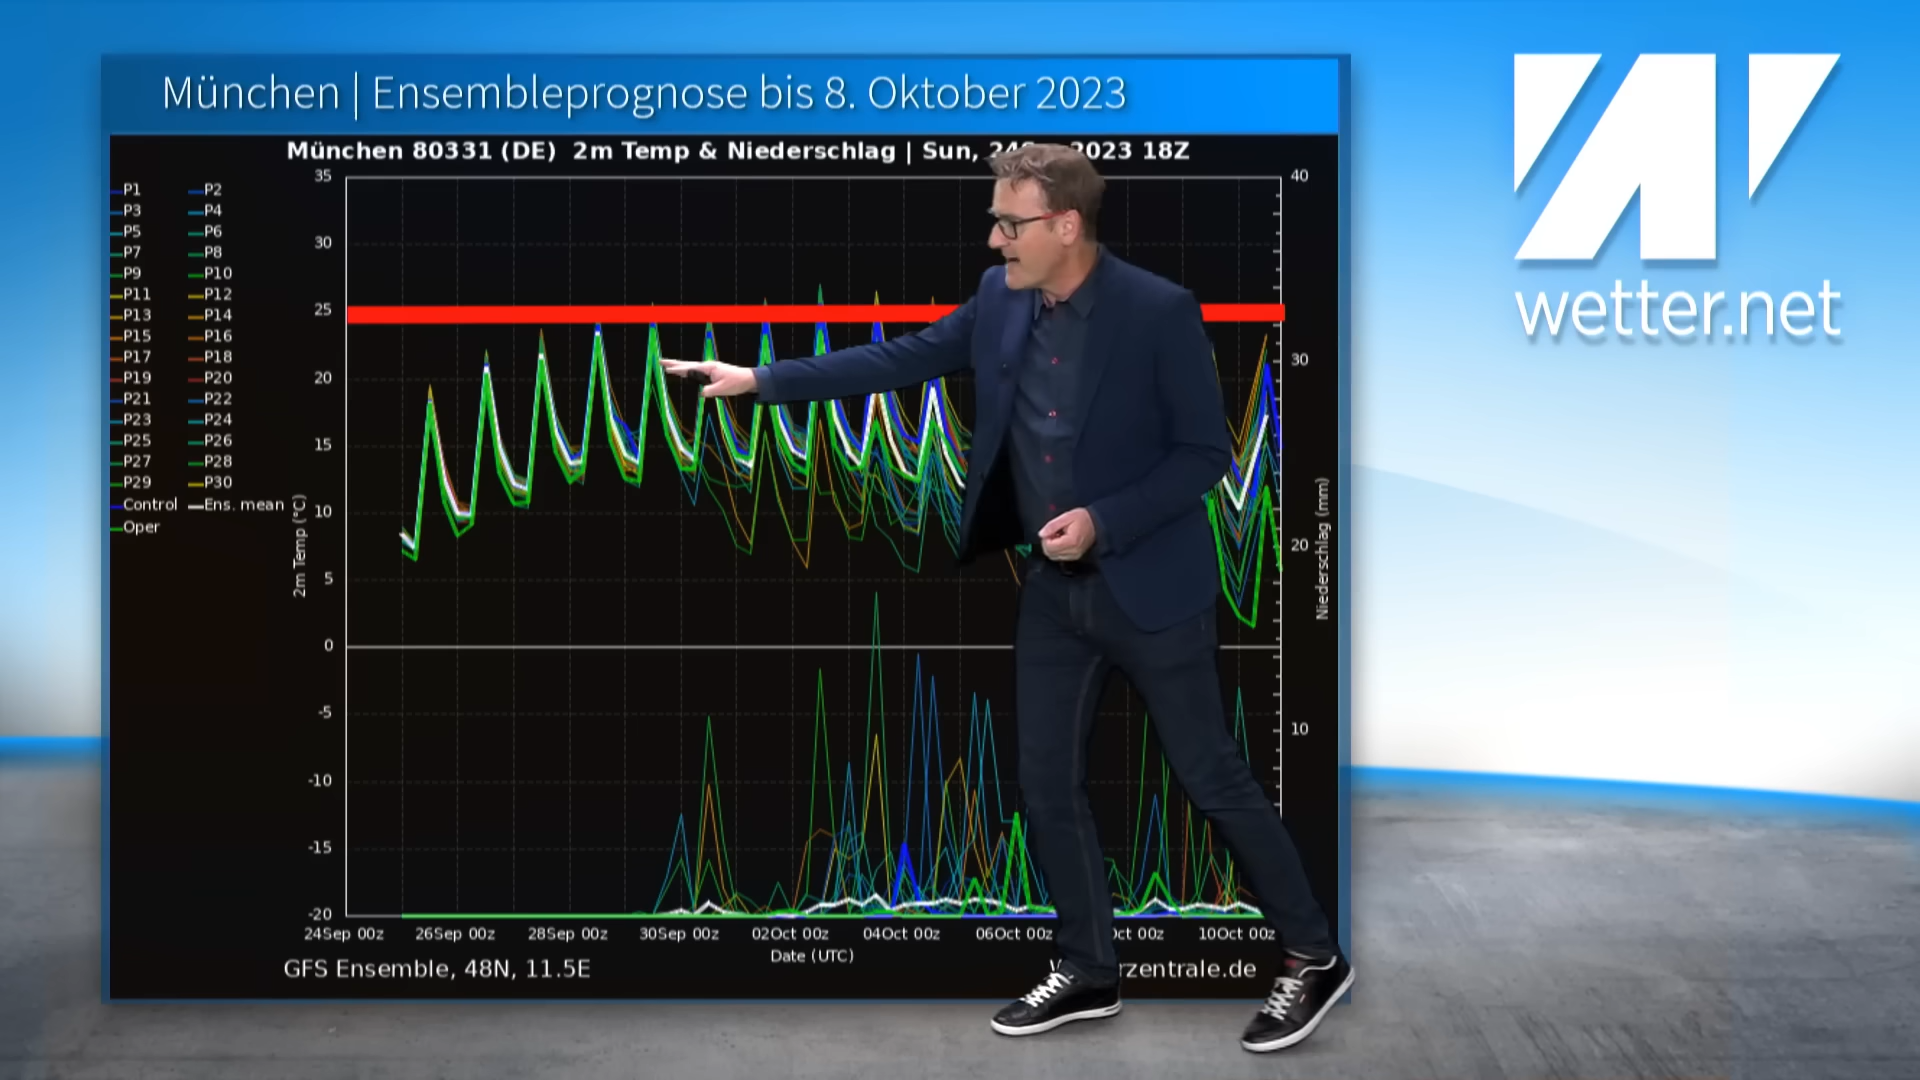 München | Ensembleprognose bis 8. Oktober 2023
wetter.net
München 80331 (DE) 2m Temp & Niederschlag | Sun, 2023 18Z
P1 P2
P3 P4
P5 P6
P7 P8
P9 P10
P11 P12
P13 P14
P15 P16
P17 P18
P19 P20
P21 P22
P23 P24
P25 P26
P27 P28
P29 P30
Control Ens. mean
Oper
2m Temp (°C)
35
30
25
20
15
10
5
0
-5
-10
-15
-20
40
30
20
10
Niederschlag (mm)
24Sep 00z 26Sep 00z 28Sep 00z 30Sep 00z 02Oct 00z 04Oct 00z 06Oct 00z 00z 10Oct 00z
Date (UTC)
GFS Ensemble, 48N, 11.5E